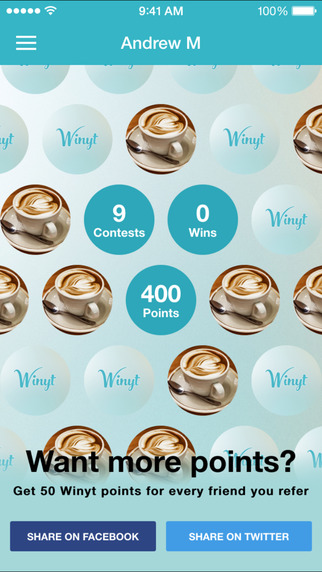 9:41 AM
100%
Andrew M
Winyt
Winyt
9
Contests
0
Wins
Winyt
400
Points
Winyt
Winyt
Winyt
Want more points?
Get 50 Winyt points for every friend you refer
SHARE ON FACEBOOK
SHARE ON TWITTER